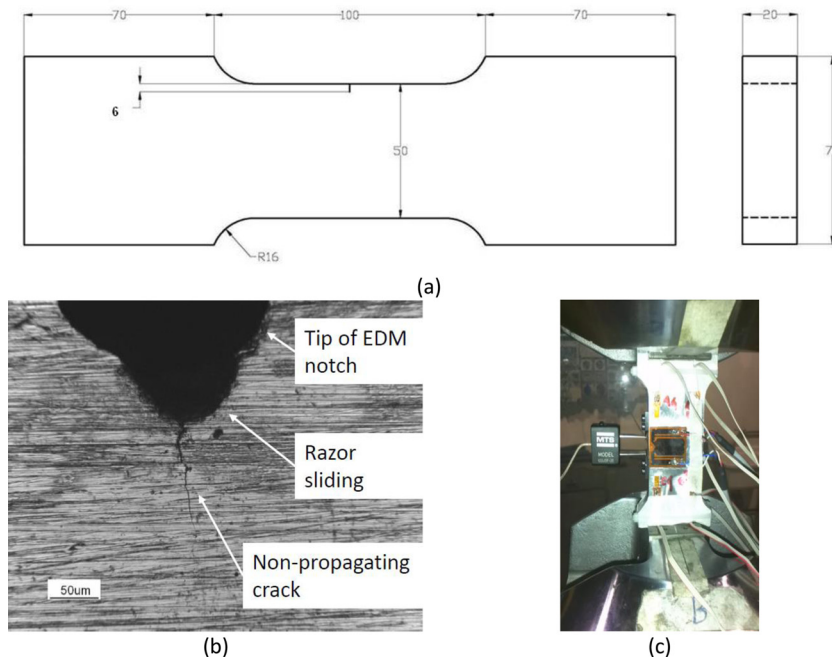 70
100
70
20
6
50
R16
(a)
Tip of EDM
notch
Razor
sliding
Non-propagating
crack
50um
(b)
MTS
MODEL
(c)